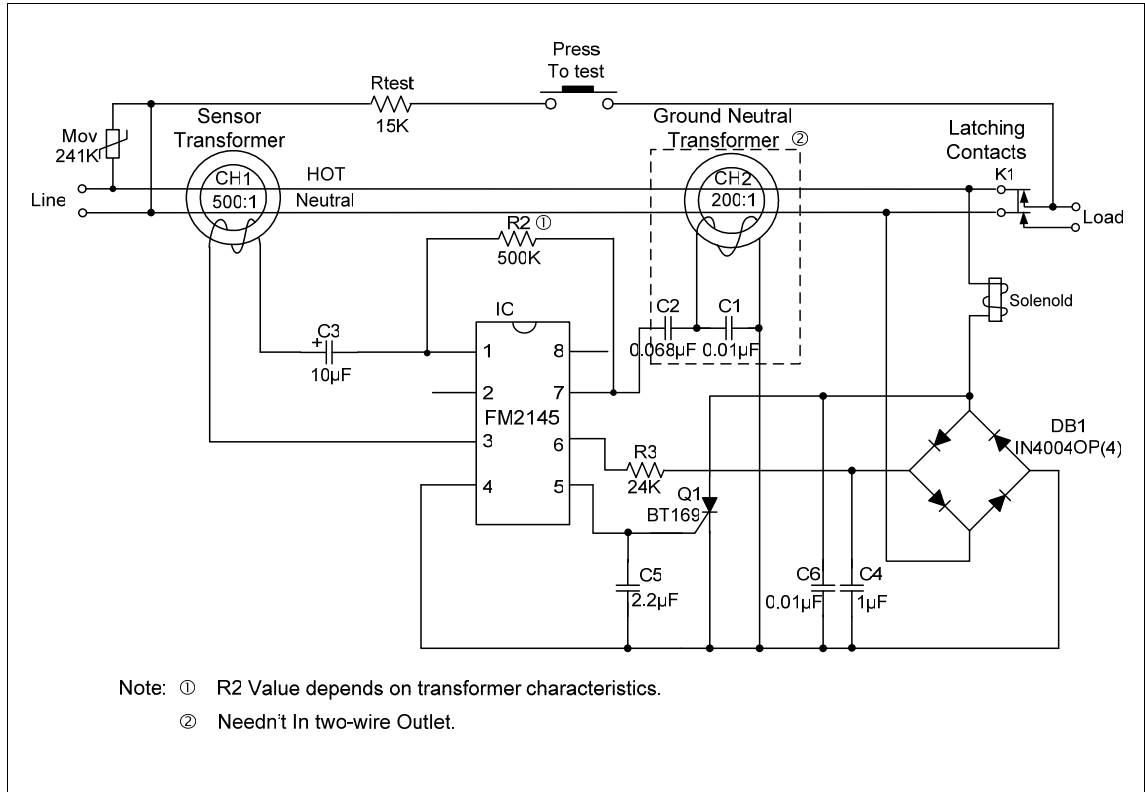 Press
To test
Rtest
15K
Sensor
Transformer
Ground Neutral
Transformer ②
Latching
Contacts
K1
Mov
241K
CH1
500:1
HOT
Neutral
CH2
200:1
Line
Load
R2 ①
500K
Solenold
IC
C3
+
10µF
C2
0.068µF
C1
0.01µF
1
2
3
4
8
7
6
5
FM2145
R3
24K
Q1
BT169
DB1
IN4004OP(4)
C5
2.2µF
C6
0.01µF
C4
1µF
Note: ① R2 Value depends on transformer characteristics.
② Needn't In two-wire Outlet.